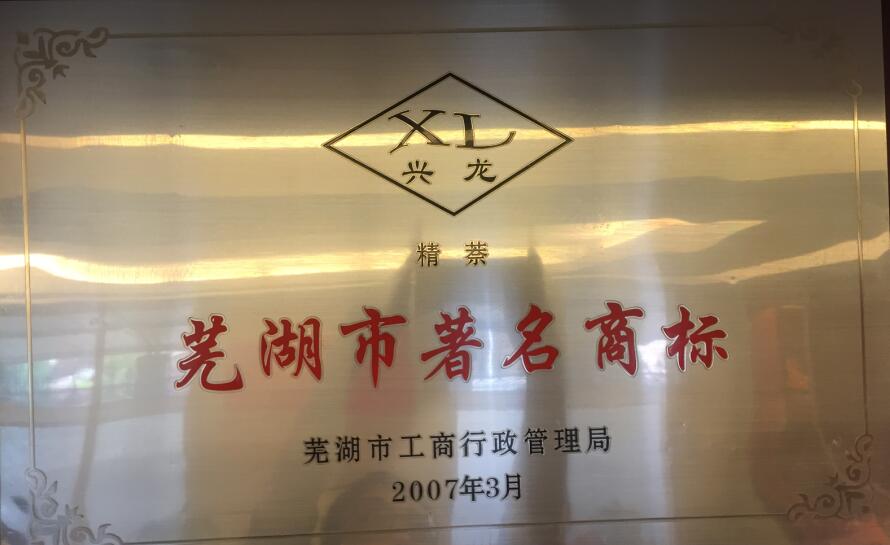 XL
兴龙
精萘
芜湖市著名商标
芜湖市工商行政管理局
2007年3月